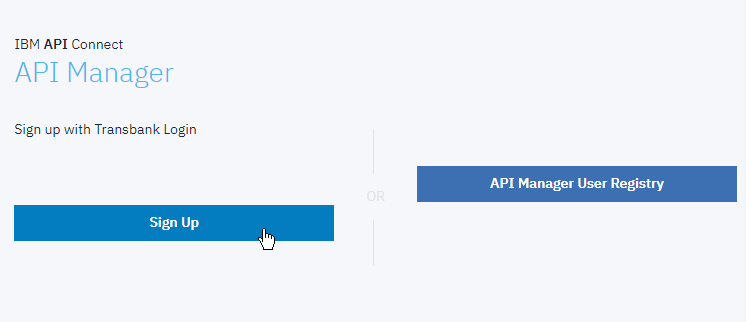 IBM API Connect
API Manager
Sign up with Transbank Login
Sign Up
OR
API Manager User Registry